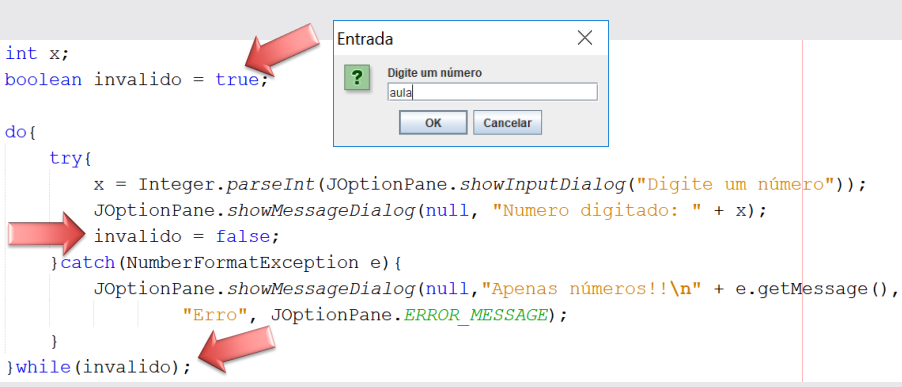 int x;
boolean invalido = true;
Entrada
?
Digite um número
aula
OK Cancelar
do{
try{
x = Integer.parseInt(JOptionPane.showInputDialog("Digite um número"));
JOptionPane.showMessageDialog(null, "Numero digitado: " + x);
invalido = false;
}catch(NumberFormatException e){
JOptionPane.showMessageDialog(null,"Apenas números!!\n" + e.getMessage(),
"Erro", JOptionPane.ERROR_MESSAGE);
}
}while(invalido);